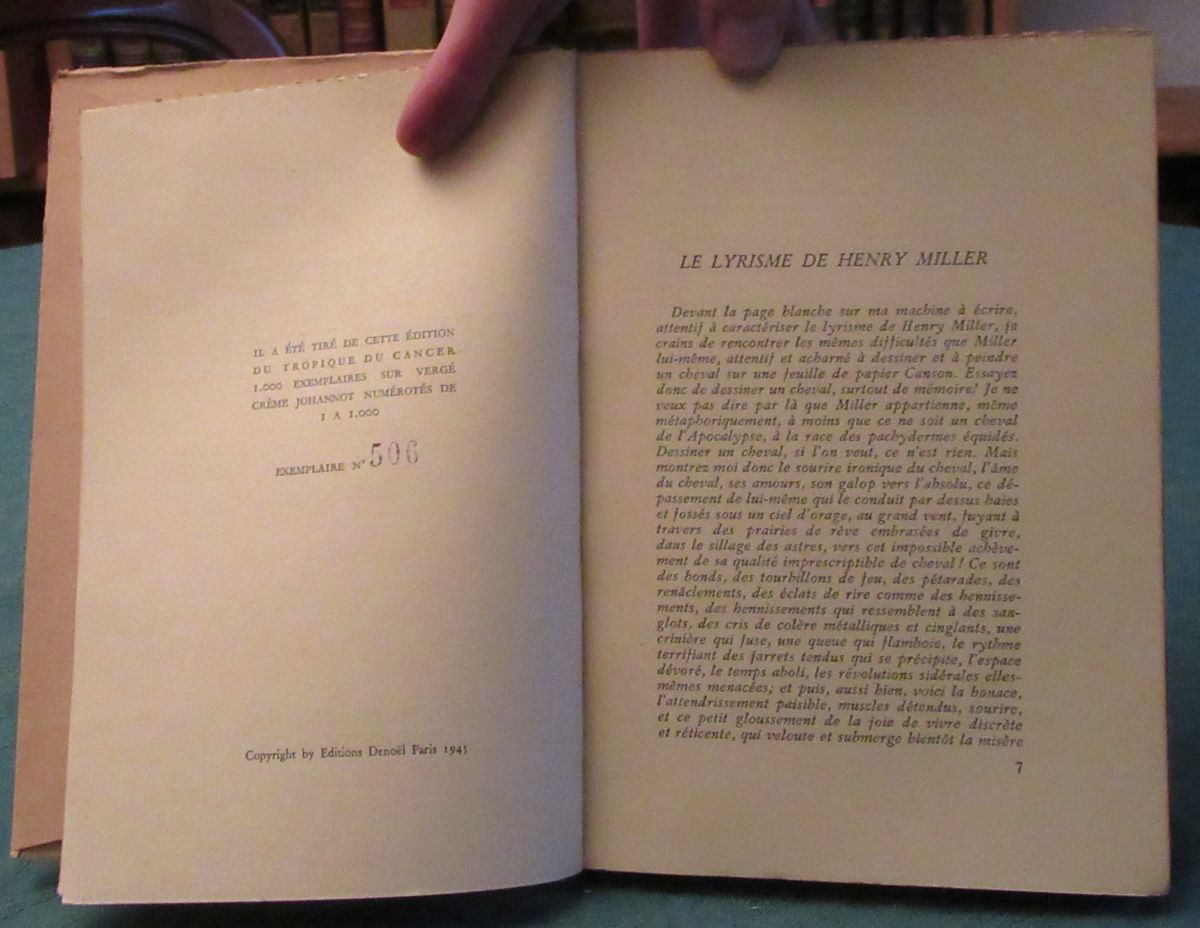 IL A ÉTÉ TIRÉ DE CETTE ÉDITION
DU TROPIQUE DU CANCER
1.000 EXEMPLAIRES SUR VERGÉ
CRÈME JOHANNOT NUMÉROTÉS DE
1 A 1.000
EXEMPLAIRE N° 506
Copyright by Editions Denoël Paris 1945
LE LYRISME DE HENRY MILLER
Devant la page blanche sur ma machine à écrire,
attentif à caractériser le lyrisme de Henry Miller, je
crains de rencontrer les mêmes difficultés que Miller
lui-même, attentif et acharné à dessiner et à peindre
un cheval sur une feuille de papier Canson. Essayez
donc de dessiner un cheval, surtout de mémoire! Je ne
veux pas dire par là que Miller appartienne, même
métaphoriquement, à moins que ce ne soit un cheval
de l'Apocalypse, à la race des pachydermes équidés.
Dessiner un cheval, si l'on veut, ce n'est rien. Mais
montrez moi donc le sourire ironique du cheval, l'âme
du cheval, ses amours, son galop vers l'absolu, ce dé-
passement de lui-même qui le conduit par dessus haies
et fossés sous un ciel d'orage, au grand vent, fuyant à
travers des prairies de rêve embrasées de givre,
dans le sillage des astres, vers cet impossible achève-
ment de sa qualité imprescriptible de cheval! Ce sont
des bonds, des tourbillons de feu, des pétarades, des
renâclements, des éclats de rire comme des hennisse-
ments, des hennissements qui ressemblent à des san-
glots, des cris de colère métalliques et cinglants, une
crinière qui fuse, une queue qui flamboie, le rythme
terrifiant des jarrets tendus qui se précipite, l'espace
dévoré, le temps aboli, les révolutions sidérales elles-
mêmes menacées; et puis, aussi bien, voici la bonace,
l'attendrissement paisible, muscles détendus, sourire,
et ce petit gloussement de la joie de vivre discrète
et réticente, qui veloute et submerge bientôt la misère
7